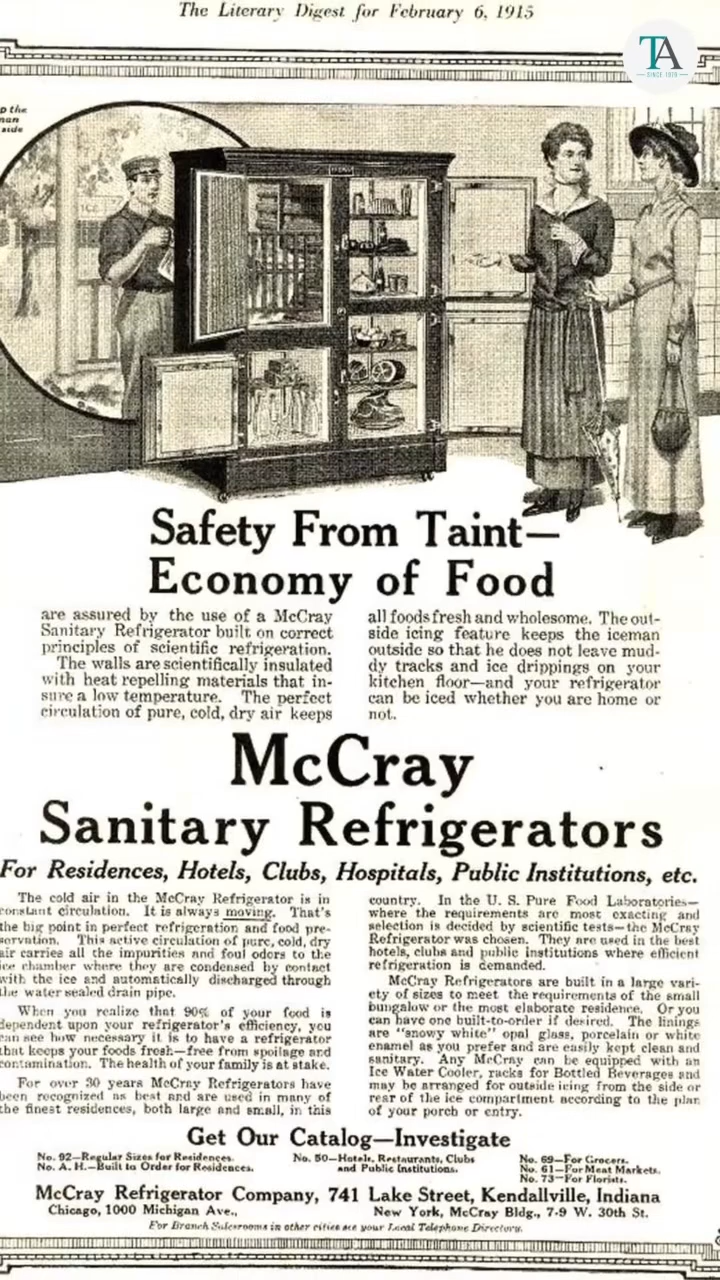 The Literary Digest for February 6, 1915
TA
SINCE 1879
p the
man
side
ICE
Safety From Taint—
Economy of Food
are assured by the use of a McCray
Sanitary Refrigerator built on correct
principles of scientific refrigeration.
The walls are scientifically insulated
with heat repelling materials that in-
sure a low temperature. The perfect
circulation of pure, cold, dry air keeps
all foods fresh and wholesome. The out-
side icing feature keeps the iceman
outside so that he does not leave mud-
dy tracks and ice drippings on your
kitchen floor—and your refrigerator
can be iced whether you are home or
not.
McCray
Sanitary Refrigerators
For Residences, Hotels, Clubs, Hospitals, Public Institutions, etc.
The cold air in the McCray Refrigerator is in
constant circulation. It is always moving. That's
the big point in perfect refrigeration and food pre-
servation. This active circulation of pure, cold, dry
air carries all the impurities and foul odors to the
ice chamber where they are condensed by contact
with the ice and automatically discharged through
the water sealed drain pipe.
When you realize that 90% of your food is
dependent upon your refrigerator's efficiency, you
can see how necessary it is to have a refrigerator
that keeps your foods fresh—free from spoilage and
contamination. The health of your family is at stake.
For over 30 years McCray Refrigerators have
been recognized as best and are used in many of
the finest residences, both large and small, in this
country. In the U. S. Pure Food Laboratories—
where the requirements are most exacting and
selection is decided by scientific tests—the McCray
Refrigerator was chosen. They are used in the best
hotels, clubs and public institutions where efficient
refrigeration is demanded.
McCray Refrigerators are built in a large vari-
ety of sizes to meet the requirements of the small
bungalow or the most elaborate residence. Or you
can have one built-to-order if desired. The linings
are "snowy white" opal glass, porcelain or white
enamel as you prefer and are easily kept clean and
sanitary. Any McCray can be equipped with an
Ice Water Cooler, racks for Bottled Beverages and
may be arranged for outside icing from the side or
rear of the ice compartment according to the plan
of your porch or entry.
Get Our Catalog—Investigate
No. 92—Regular Sizes for Residences.
No. A. H.—Built to Order for Residences.
No. 50—Hotels, Restaurants, Clubs
and Public Institutions.
No. 69—For Grocers.
No. 61—For Meat Markets.
No. 73—For Florists.
McCray Refrigerator Company, 741 Lake Street, Kendallville, Indiana
Chicago, 1000 Michigan Ave., New York, McCray Bldg., 7-9 W. 30th St.
For Branch Salesrooms in other cities see your Local Telephone Directory.